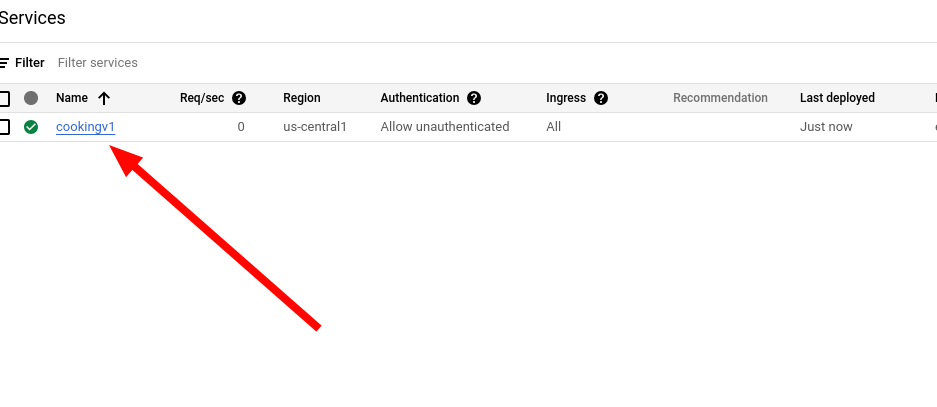 Services
Filter Filter services
Name Req/sec Region Authentication Ingress Recommendation Last deployed
cookingv1 0 us-central1 Allow unauthenticated All Just now